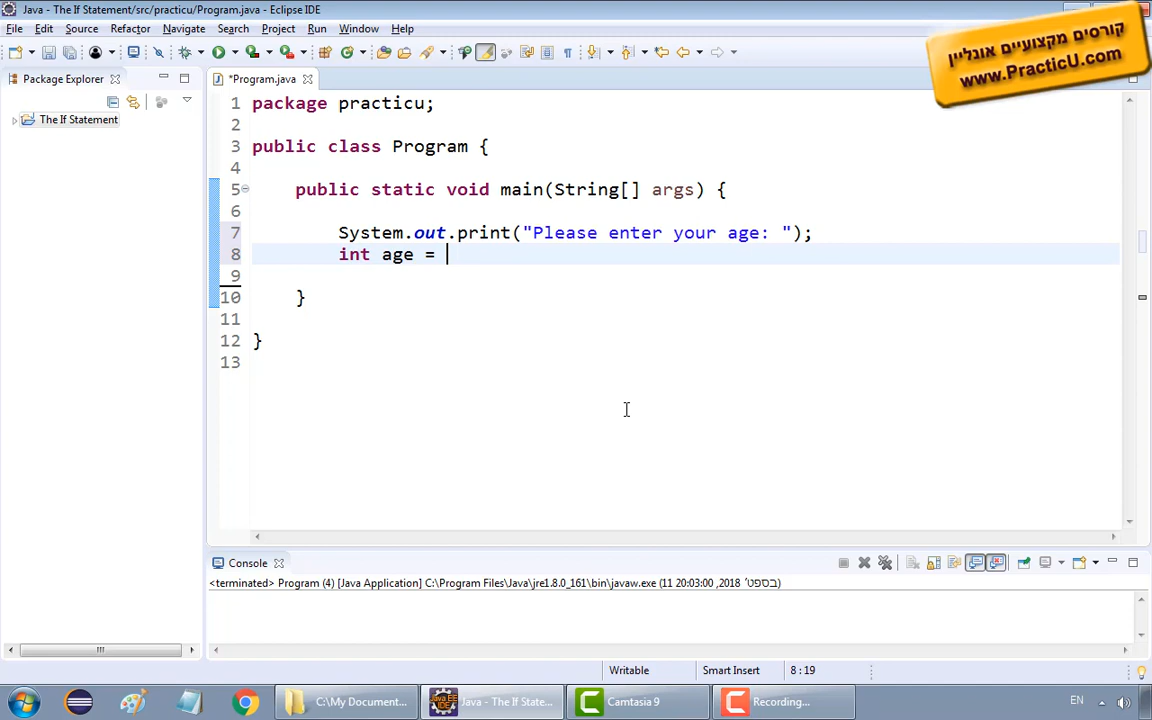 Java - The If Statement/src/practicu/Program.java - Eclipse IDE
File Edit Source Refactor Navigate Search Project Run Window Help
קורסים מקצועיים אונליין
www.PracticU.com
Package Explorer
*Program.java
The If Statement
1 package practicu;
2
3 public class Program {
4
5 public static void main(String[] args) {
6
7 System.out.print("Please enter your age: ");
8 int age =
9
10 }
11
12 }
13
Console
<terminated> Program (4) [Java Application] C:\Program Files\Java\jre1.8.0_161\bin\javaw.exe (11 בספט׳ 2018, 20:03:00)
Writable Smart Insert 8 : 19
C:\My Document... Java - The If State... Camtasia 9 Recording... EN